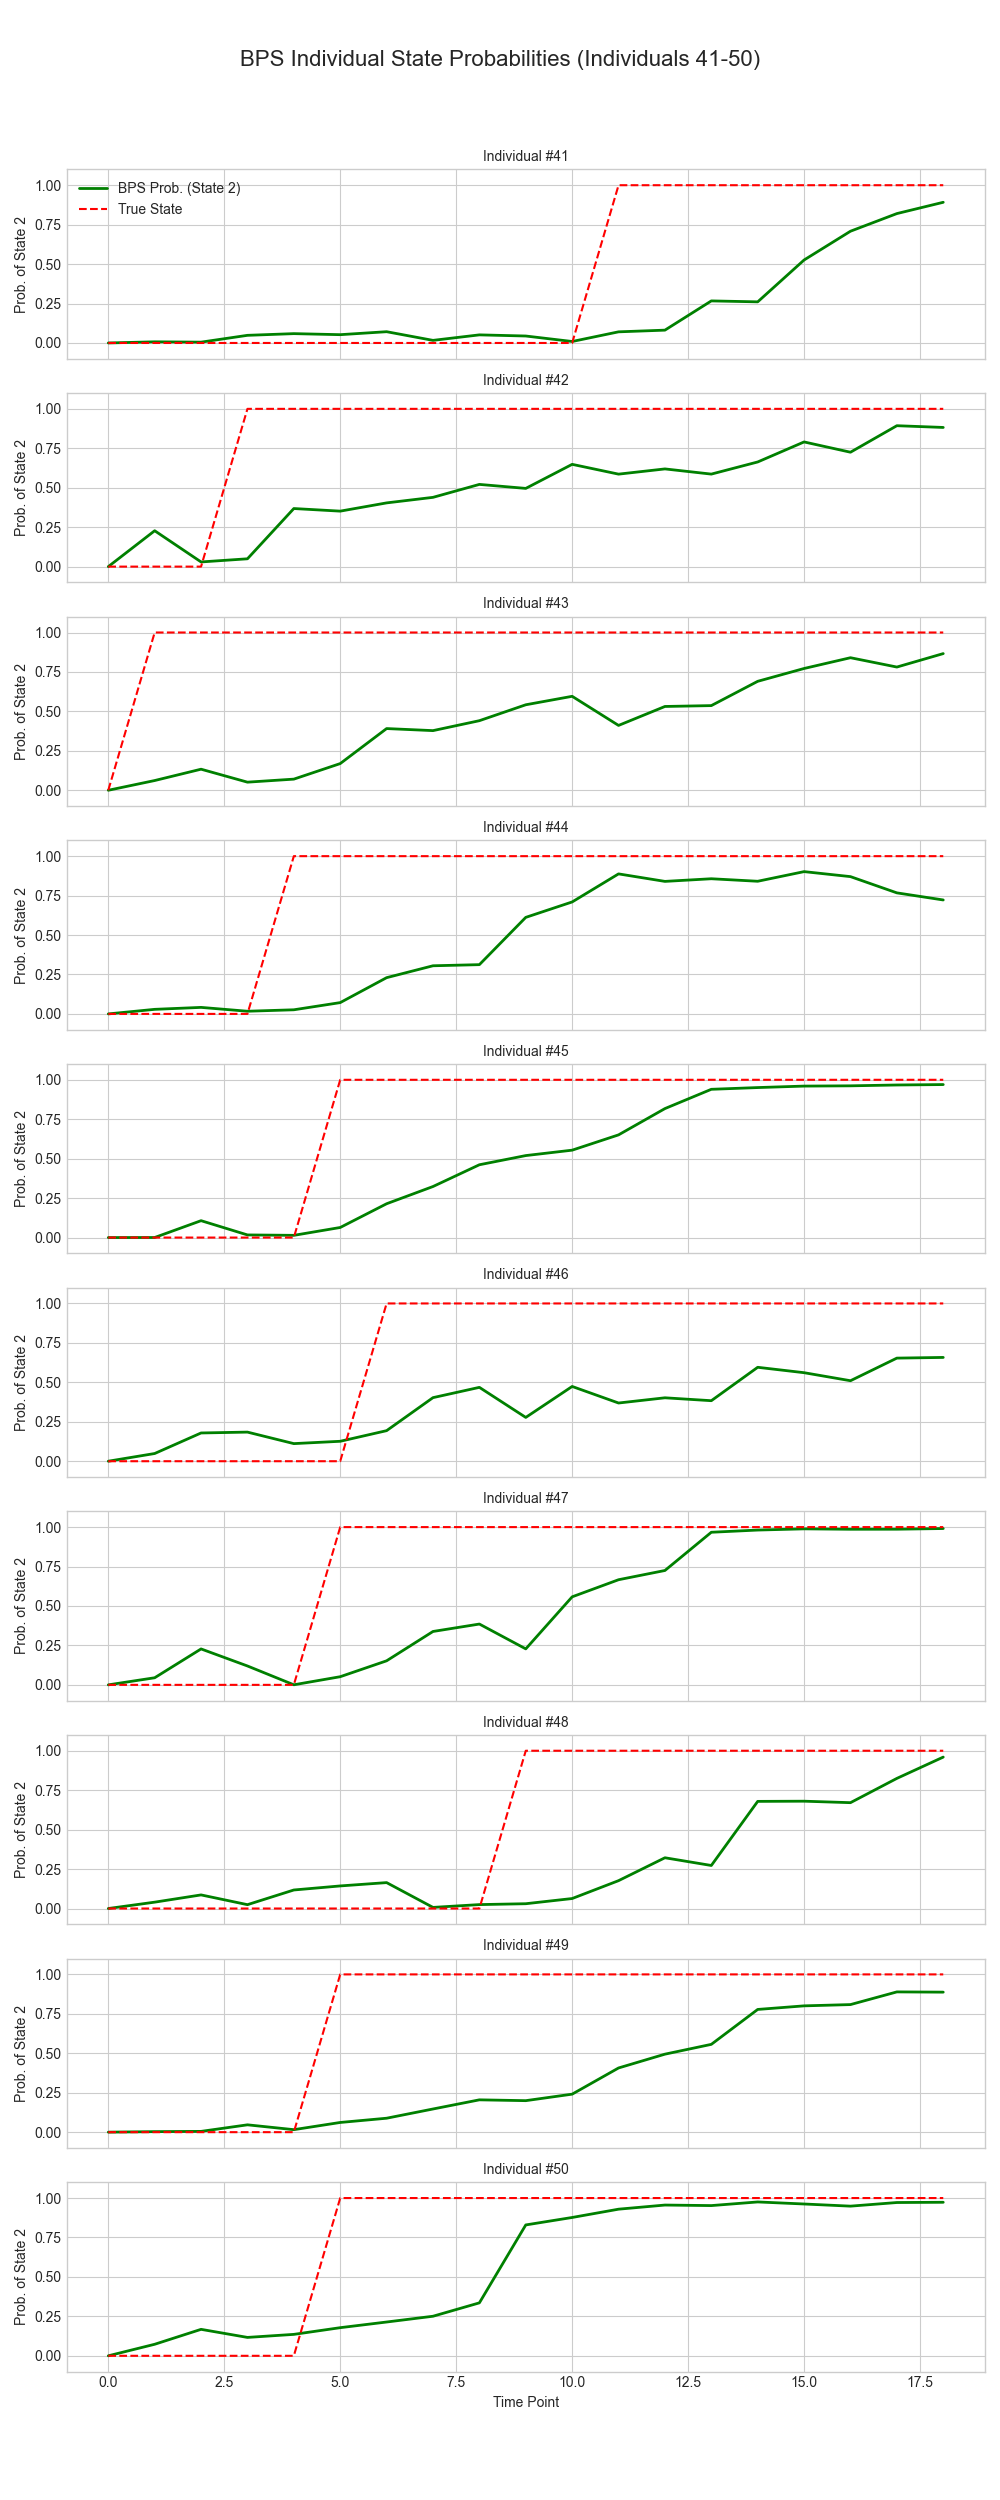 BPS Individual State Probabilities (Individuals 41-50)
Individual #41
Prob. of State 2
1.00
0.75
0.50
0.25
0.00
BPS Prob. (State 2)
True State
Individual #42
Prob. of State 2
1.00
0.75
0.50
0.25
0.00
Individual #43
Prob. of State 2
1.00
0.75
0.50
0.25
0.00
Individual #44
Prob. of State 2
1.00
0.75
0.50
0.25
0.00
Individual #45
Prob. of State 2
1.00
0.75
0.50
0.25
0.00
Individual #46
Prob. of State 2
1.00
0.75
0.50
0.25
0.00
Individual #47
Prob. of State 2
1.00
0.75
0.50
0.25
0.00
Individual #48
Prob. of State 2
1.00
0.75
0.50
0.25
0.00
Individual #49
Prob. of State 2
1.00
0.75
0.50
0.25
0.00
Individual #50
Prob. of State 2
1.00
0.75
0.50
0.25
0.00
0.0 2.5 5.0 7.5 10.0 12.5 15.0 17.5
Time Point